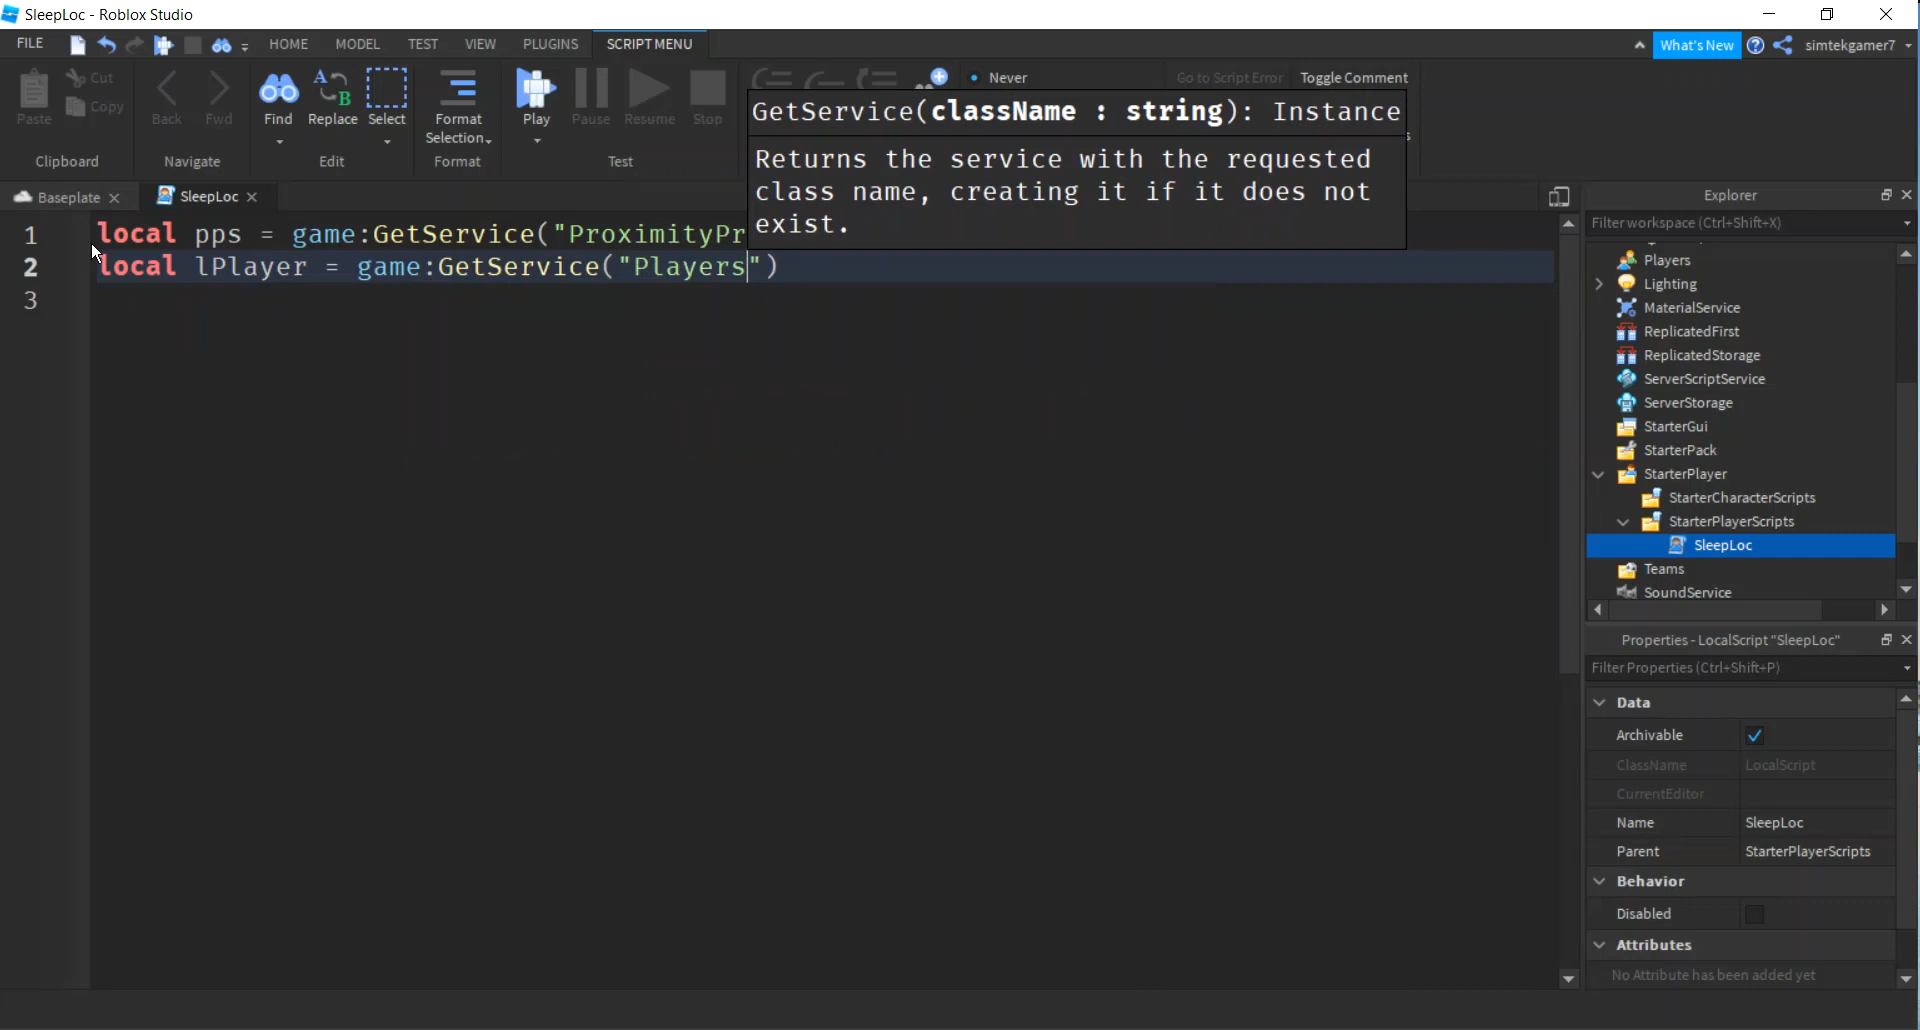 SleepLoc - Roblox Studio
FILE HOME MODEL TEST VIEW PLUGINS SCRIPT MENU What's New simtekgamer7
Paste Cut Copy Back Fwd Find Replace Select Format Selection Play Pause Resume Stop Never Go to Script Error Toggle Comment
Clipboard Navigate Edit Format Test
GetService(className : string): Instance
Returns the service with the requested
class name, creating it if it does not
exist.
Baseplate SleepLoc
1 local pps = game:GetService("ProximityPr
2 local lPlayer = game:GetService("Players")
3
Explorer
Filter workspace (Ctrl+Shift+X)
Players
Lighting
MaterialService
ReplicatedFirst
ReplicatedStorage
ServerScriptService
ServerStorage
StarterGui
StarterPack
StarterPlayer
StarterCharacterScripts
StarterPlayerScripts
SleepLoc
Teams
SoundService
Properties - LocalScript "SleepLoc"
Filter Properties (Ctrl+Shift+P)
Data
Archivable
ClassName LocalScript
CurrentEditor
Name SleepLoc
Parent StarterPlayerScripts
Behavior
Disabled
Attributes
No Attribute has been added yet